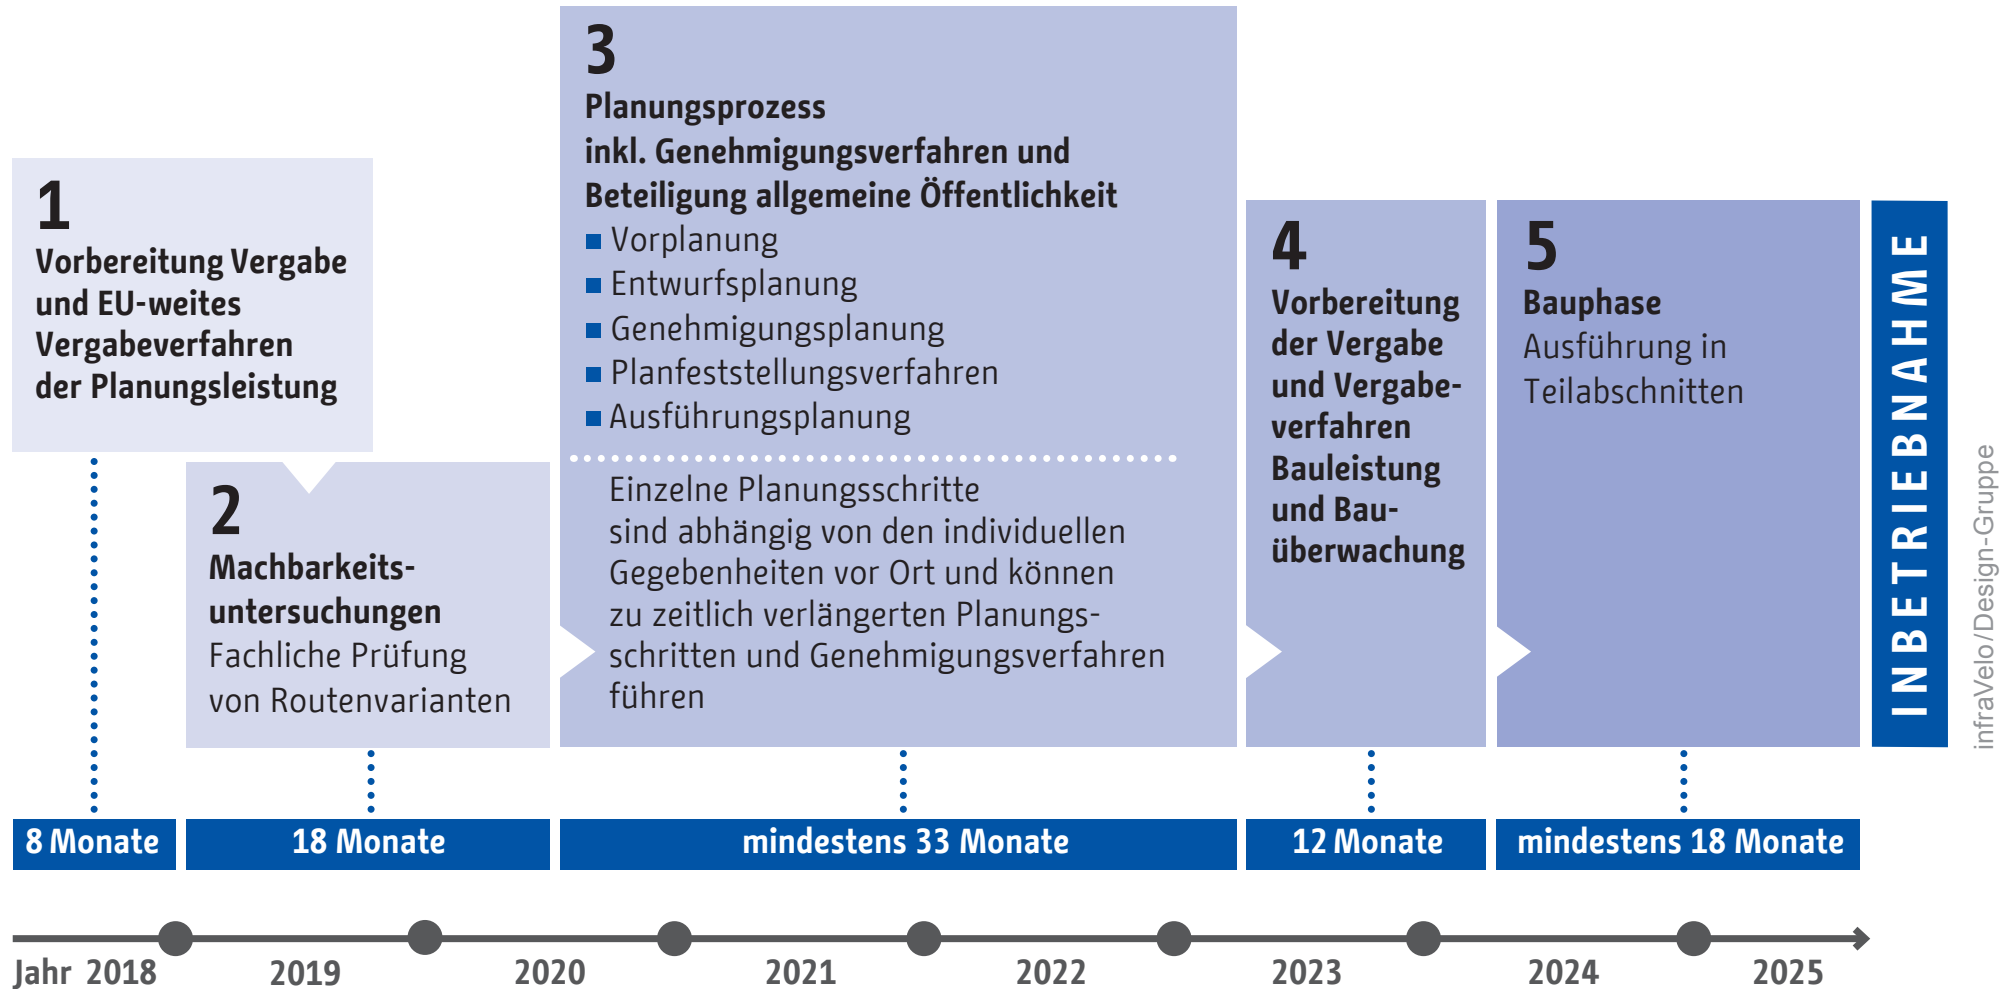 1
Vorbereitung Vergabe
und EU-weites
Vergabeverfahren
der Planungsleistung
2
Machbarkeits-
untersuchungen
Fachliche Prüfung
von Routenvarianten
3
Planungsprozess
inkl. Genehmigungsverfahren und
Beteiligung allgemeine Öffentlichkeit
Vorplanung
Entwurfsplanung
Genehmigungsplanung
Planfeststellungsverfahren
Ausführungsplanung
Einzelne Planungsschritte
sind abhängig von den individuellen
Gegebenheiten vor Ort und können
zu zeitlich verlängerten Planungs-
schritten und Genehmigungsverfahren
führen
4
Vorbereitung
der Vergabe
und Vergabe-
verfahren
Bauleistung
und Bau-
überwachung
5
Bauphase
Ausführung in
Teilabschnitten
INBETRIEBNAHME
infraVelo/Design-Gruppe
8 Monate
18 Monate
mindestens 33 Monate
12 Monate
mindestens 18 Monate
Jahr 2018 2019 2020 2021 2022 2023 2024 2025